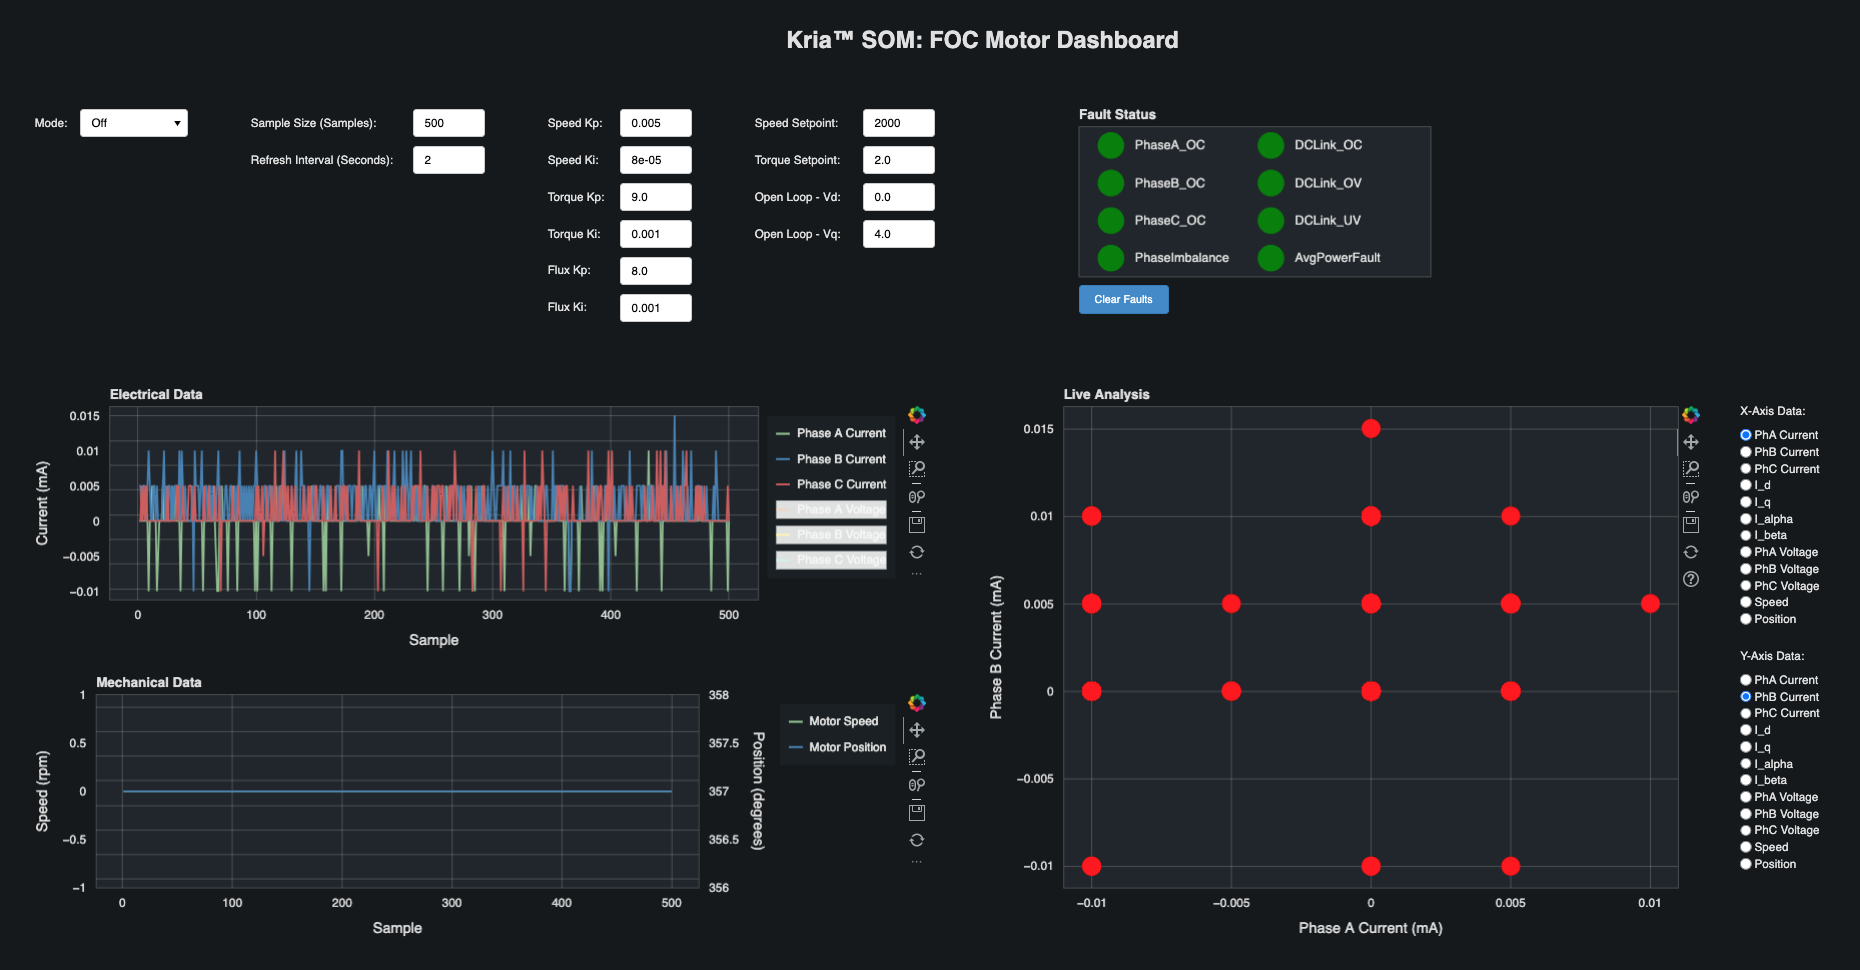 Kria™ SOM: FOC Motor Dashboard
Mode:
Off
Sample Size (Samples):
500
Refresh Interval (Seconds):
2
Speed Kp:
0.005
Speed Ki:
8e-05
Torque Kp:
9.0
Torque Ki:
0.001
Flux Kp:
8.0
Flux Ki:
0.001
Speed Setpoint:
2000
Torque Setpoint:
2.0
Open Loop - Vd:
0.0
Open Loop - Vq:
4.0
Fault Status
PhaseA_OC
DCLink_OC
PhaseB_OC
DCLink_OV
PhaseC_OC
DCLink_UV
PhaseImbalance
AvgPowerFault
Clear Faults
Electrical Data
Current (mA)
0.015
0.01
0.005
0
−0.005
−0.01
0
100
200
300
400
500
Sample
Phase A Current
Phase B Current
Phase C Current
Phase A Voltage
Phase B Voltage
Phase C Voltage
Mechanical Data
Speed (rpm)
1
0.5
0
−0.5
−1
358
357.5
357
356.5
356
Position (degrees)
0
100
200
300
400
500
Sample
Motor Speed
Motor Position
Live Analysis
Phase B Current (mA)
0.015
0.01
0.005
0
−0.005
−0.01
−0.01
−0.005
0
0.005
0.01
Phase A Current (mA)
X-Axis Data:
PhA Current
PhB Current
PhC Current
I_d
I_q
I_alpha
I_beta
PhA Voltage
PhB Voltage
PhC Voltage
Speed
Position
Y-Axis Data:
PhA Current
PhB Current
PhC Current
I_d
I_q
I_alpha
I_beta
PhA Voltage
PhB Voltage
PhC Voltage
Speed
Position